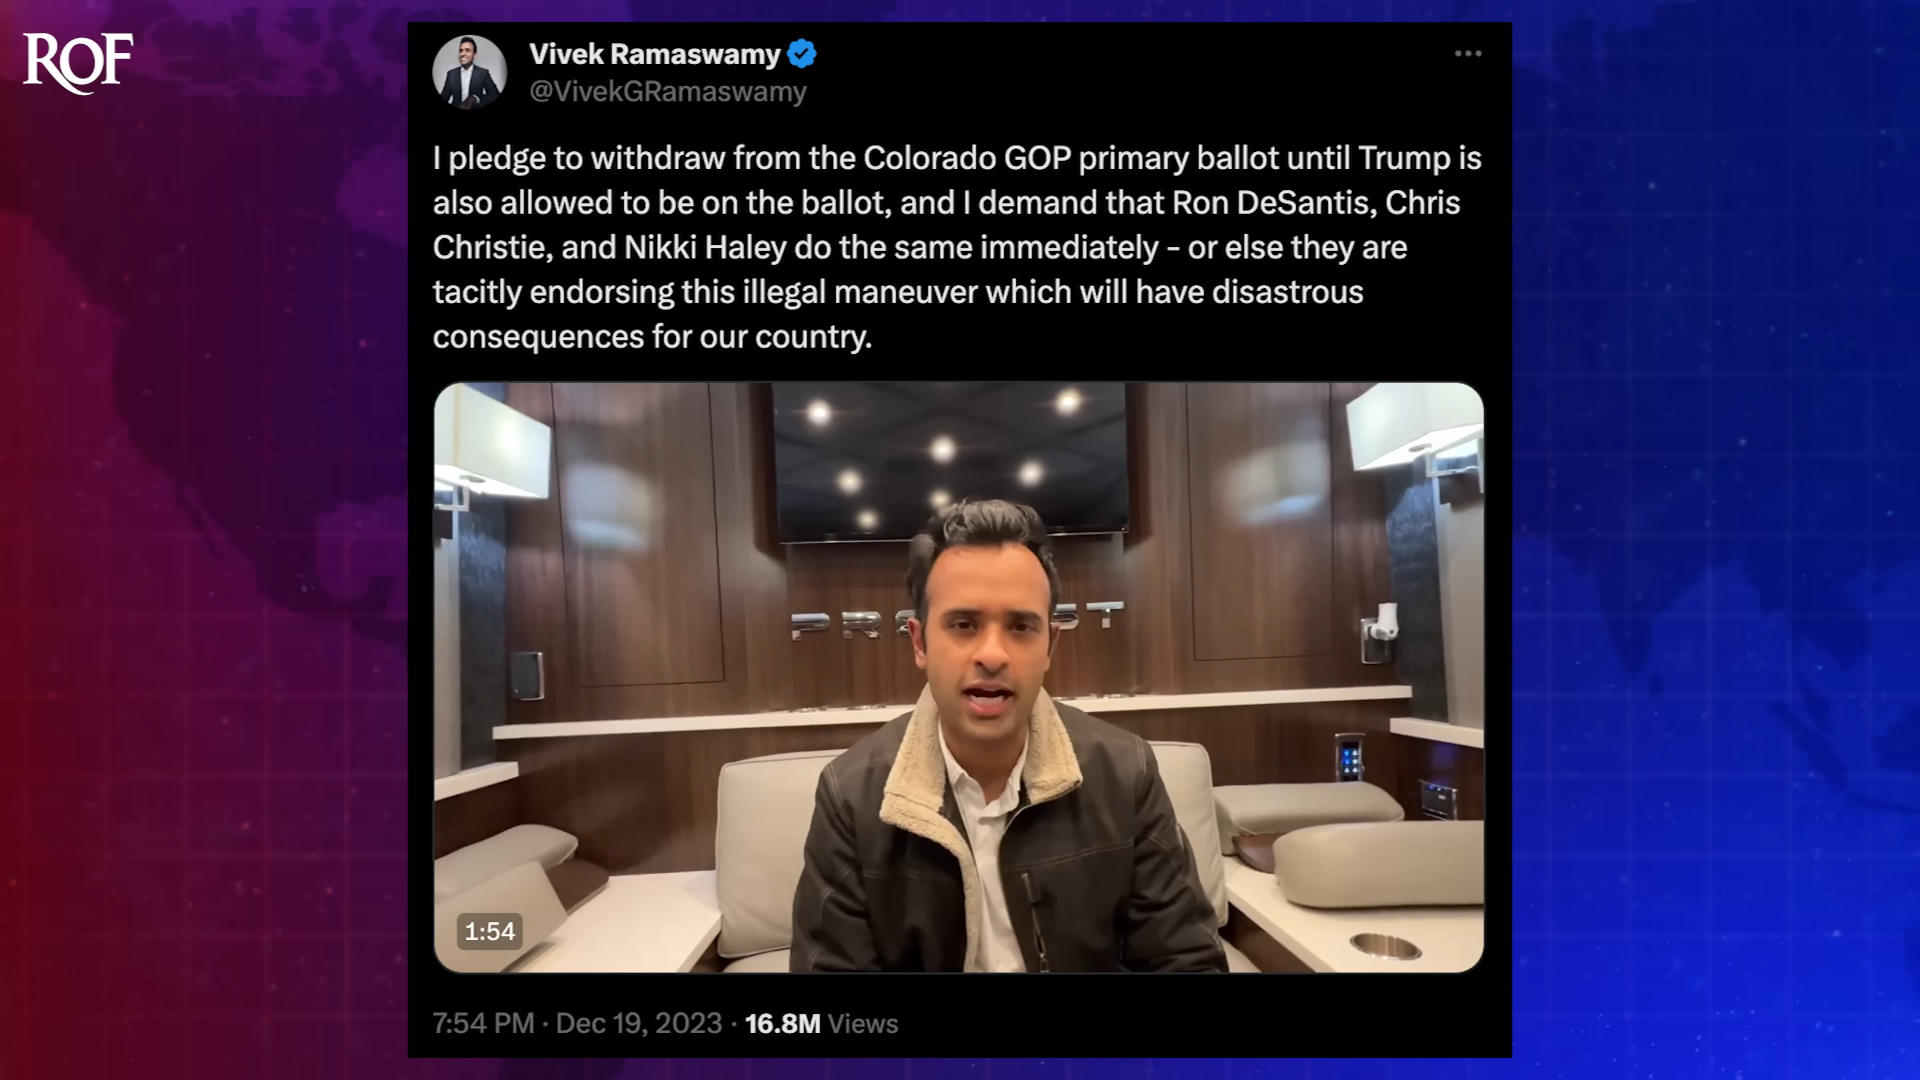 ROF
Vivek Ramaswamy
@VivekGRamaswamy
I pledge to withdraw from the Colorado GOP primary ballot until Trump is
also allowed to be on the ballot, and I demand that Ron DeSantis, Chris
Christie, and Nikki Haley do the same immediately - or else they are
tacitly endorsing this illegal maneuver which will have disastrous
consequences for our country.
1:54
7:54 PM · Dec 19, 2023 · 16.8M Views